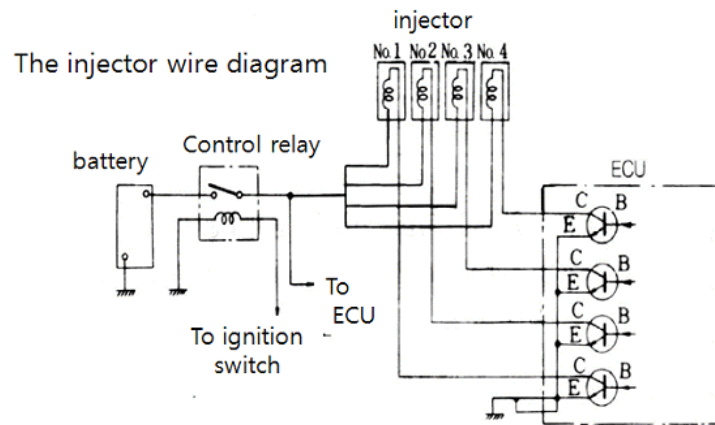 injector
No.1 No.2 No.3 No.4
The injector wire diagram
Control relay
battery
ECU
C B
E
C B
E
To
ECU
C B
E
To ignition
switch
C B
E